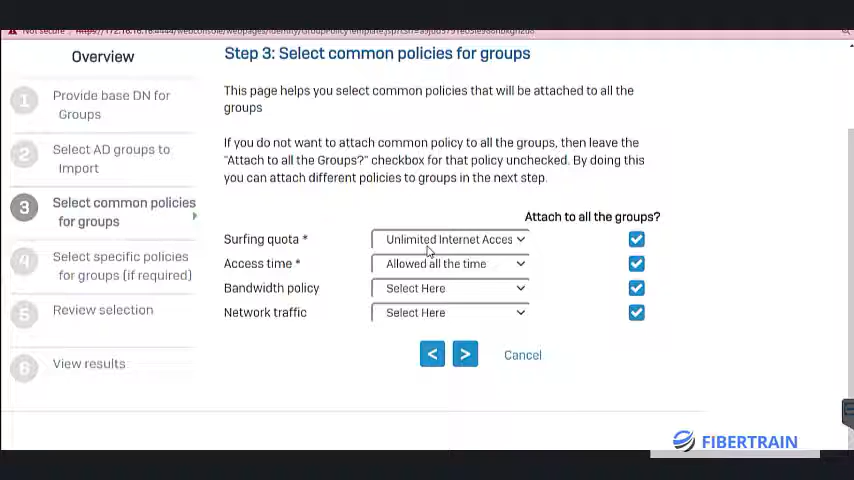 Not secure
Overview
1
Provide base DN for
Groups
2
Select AD groups to
Import
3
Select common policies
for groups
4
Select specific policies
for groups (if required)
5
Review selection
6
View results
Step 3: Select common policies for groups
This page helps you select common policies that will be attached to all the
groups
If you do not want to attach common policy to all the groups, then leave the
"Attach to all the Groups?" checkbox for that policy unchecked. By doing this
you can attach different policies to groups in the next step.
Attach to all the groups?
Surfing quota * Unlimited Internet Acces
Access time * Allowed all the time
Bandwidth policy Select Here
Network traffic Select Here
< > Cancel
FIBERTRAIN